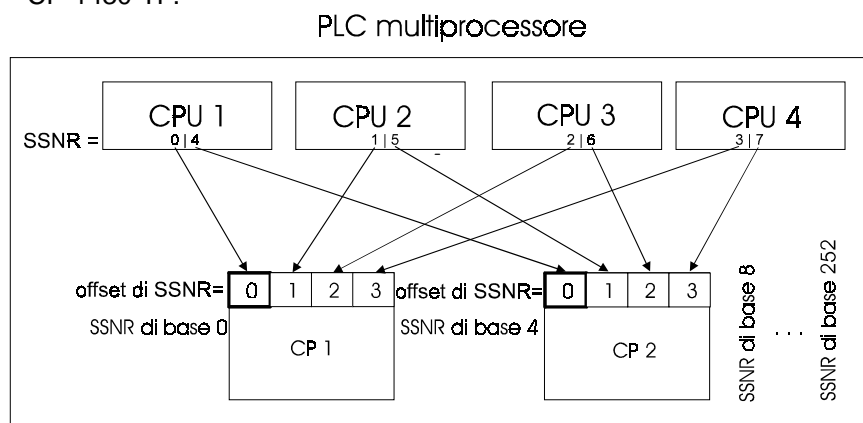 PLC multiprocessore
CPU 1
CPU 2
CPU 3
CPU 4
SSNR =
0|4
1|5
2|6
3|7
offset di SSNR=
0
1
2
3
offset di SSNR=
0
1
2
3
SSNR di base 0
CP 1
SSNR di base 4
CP 2
SSNR di base 8
. . .
SSNR di base 252